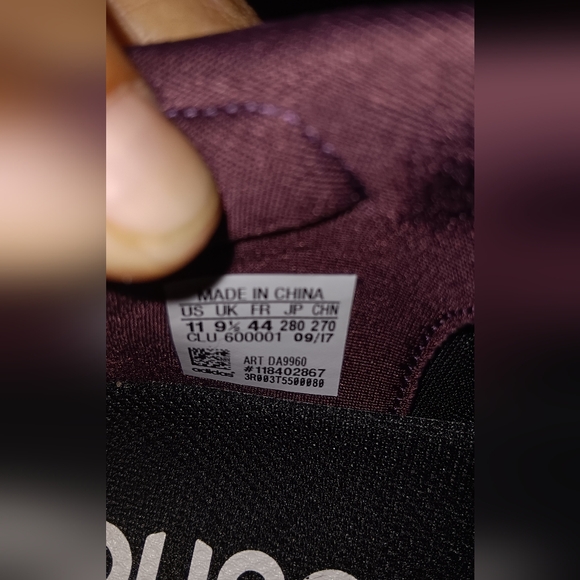 MADE IN CHINA
US UK FR JP CHN
11 9½ 44 280 270
CLU 600001 09/17
ART DA9960
adidas #118402867
3R003T5500080